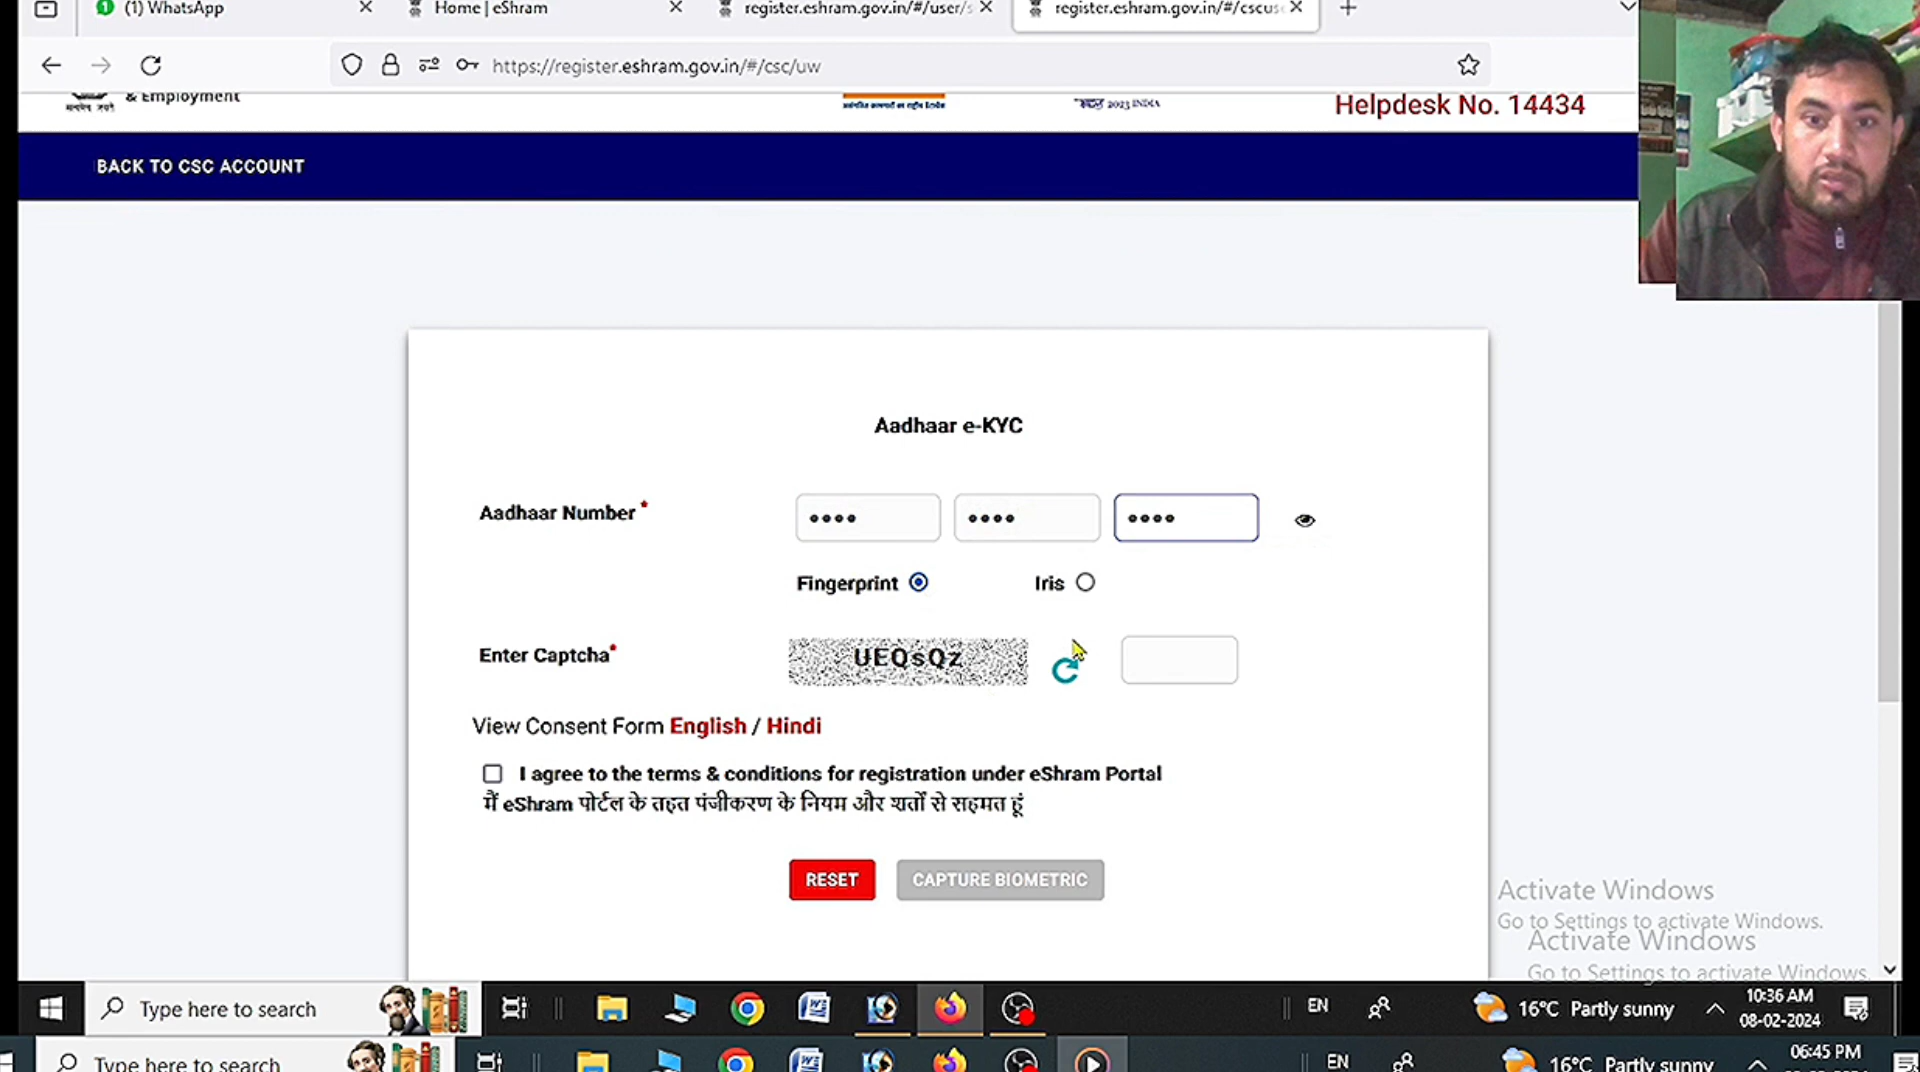 (1) WhatsApp
Home | eShram
register.eshram.gov.in/#/user/s
register.eshram.gov.in/#/cscus
https://register.eshram.gov.in/#/csc/uw
सत्यमेव जयते
& Employment
2023 INDIA
Helpdesk No. 14434
BACK TO CSC ACCOUNT
Aadhaar e-KYC
Aadhaar Number *
•••• •••• ••••
Fingerprint
Iris
Enter Captcha*
UEQsQz
View Consent Form English / Hindi
I agree to the terms & conditions for registration under eShram Portal
मैं eShram पोर्टल के तहत पंजीकरण के नियम और शर्तों से सहमत हूं
RESET
CAPTURE BIOMETRIC
Activate Windows
Go to Settings to activate Windows.
Activate Windows
Go to Settings to activate Windows.
Type here to search
EN
16°C Partly sunny
10:36 AM
08-02-2024
Type here to search
EN
16°C Partly sunny
06:45 PM